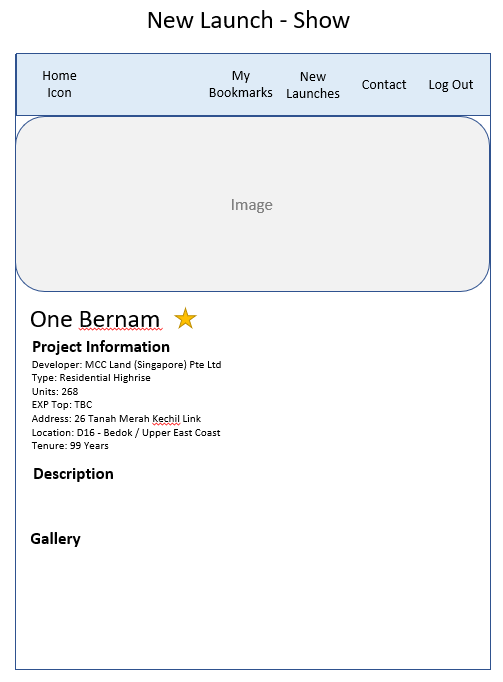 New Launch - Show
Home
Icon
My
Bookmarks
New
Launches
Contact
Log Out
Image
One Bernam
Project Information
Developer: MCC Land (Singapore) Pte Ltd
Type: Residential Highrise
Units: 268
EXP Top: TBC
Address: 26 Tanah Merah Kechil Link
Location: D16 - Bedok / Upper East Coast
Tenure: 99 Years
Description
Gallery